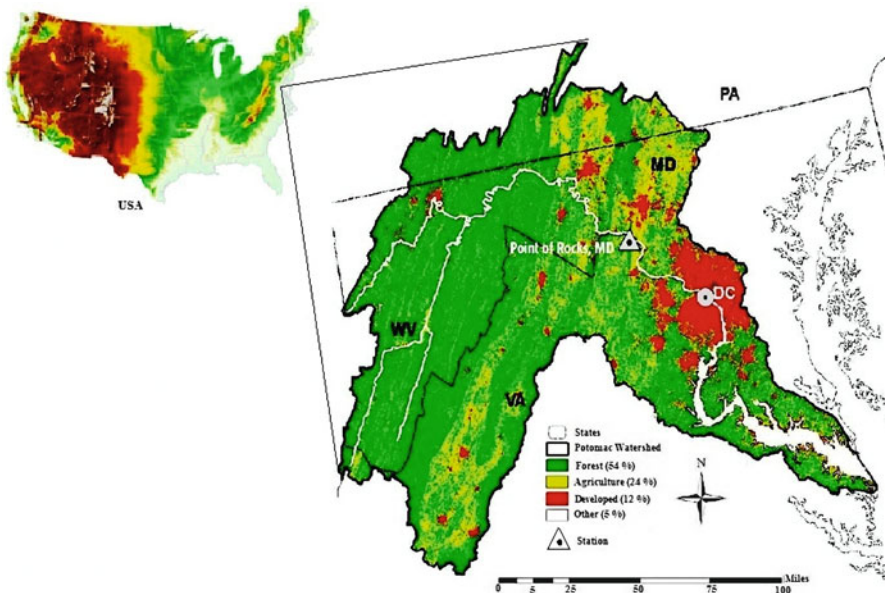 USA
PA
MD
Point of Rocks, MD
DC
WV
VA
States
Potomac Watershed
Forest (54 %)
Agriculture (24 %)
Developed (12 %)
Other (5 %)
Station
N
0 5 25 50 75 100 Miles